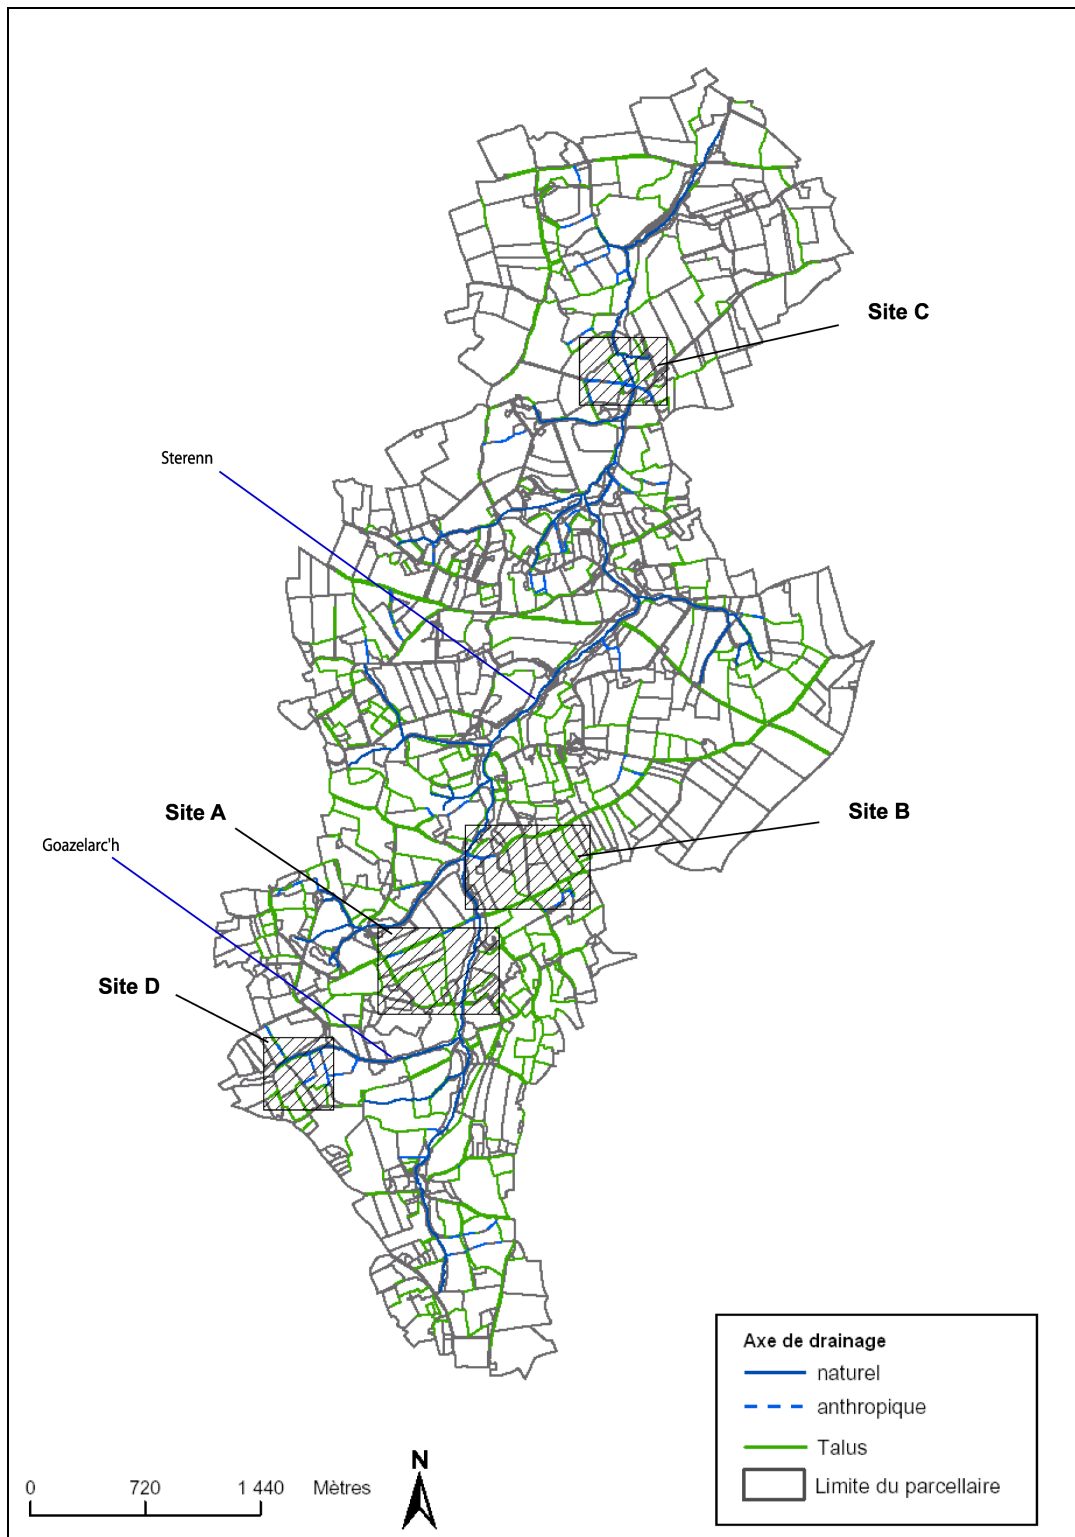 Site C
Sterenn
Site A
Site B
Goazelarc'h
Site D
Axe de drainage
naturel
anthropique
Talus
Limite du parcellaire
N
0 720 1 440 Mètres